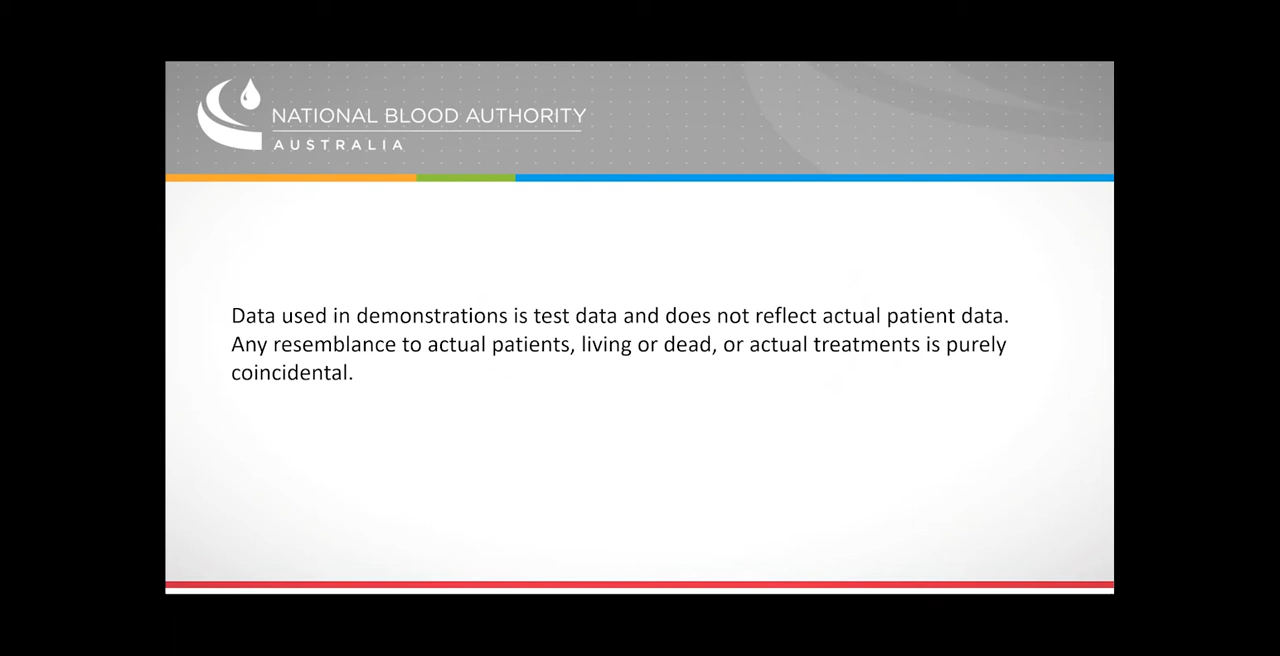 NATIONAL BLOOD AUTHORITY
AUSTRALIA
Data used in demonstrations is test data and does not reflect actual patient data.
Any resemblance to actual patients, living or dead, or actual treatments is purely
coincidental.